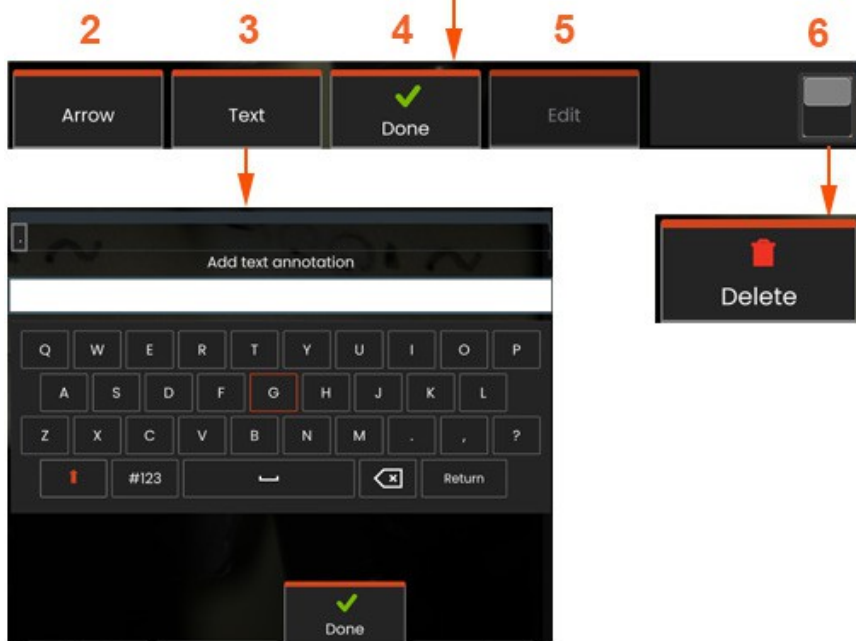 2 3 4 5 6
Arrow Text Done Edit
.
Add text annotation
Delete
Q W E R T Y U I O P
A S D F G H J K L
Z X C V B N M . , ?
#123 Return
Done